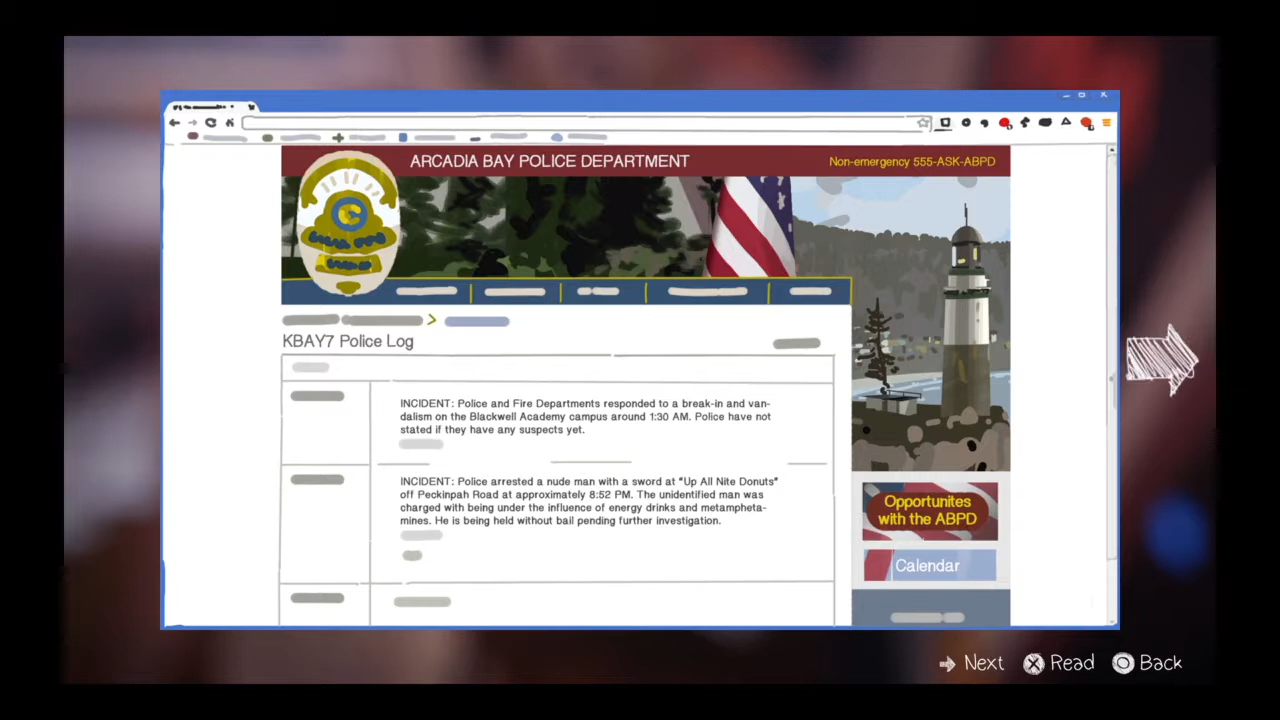 ARCADIA BAY POLICE DEPARTMENT
Non-emergency 555-ASK-ABPD
KBAY7 Police Log
INCIDENT: Police and Fire Departments responded to a break-in and van-
dalism on the Blackwell Academy campus around 1:30 AM. Police have not
stated if they have any suspects yet.
INCIDENT: Police arrested a nude man with a sword at “Up All Nite Donuts”
off Peckinpah Road at approximately 8:52 PM. The unidentified man was
charged with being under the influence of energy drinks and metampheta-
mines. He is being held without bail pending further investigation.
Opportunites
with the ABPD
Calendar
Next
Read
Back